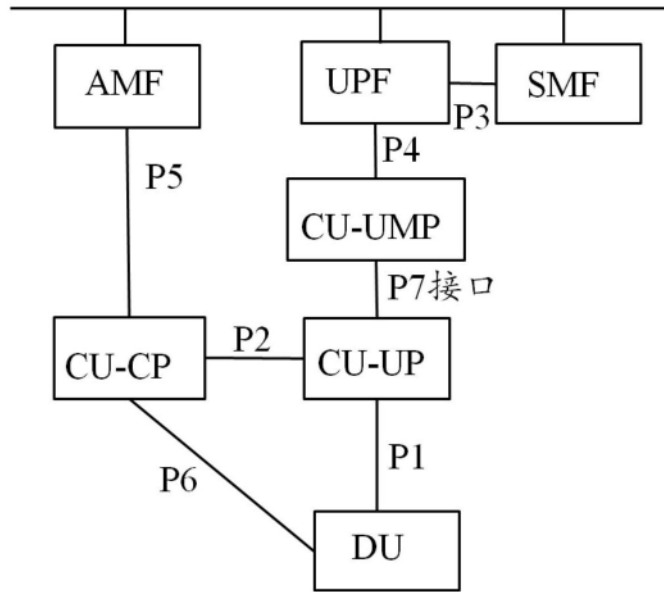 AMF
UPF
SMF
P3
P4
P5
CU-UMP
P7接口
CU-CP
P2
CU-UP
P1
P6
DU